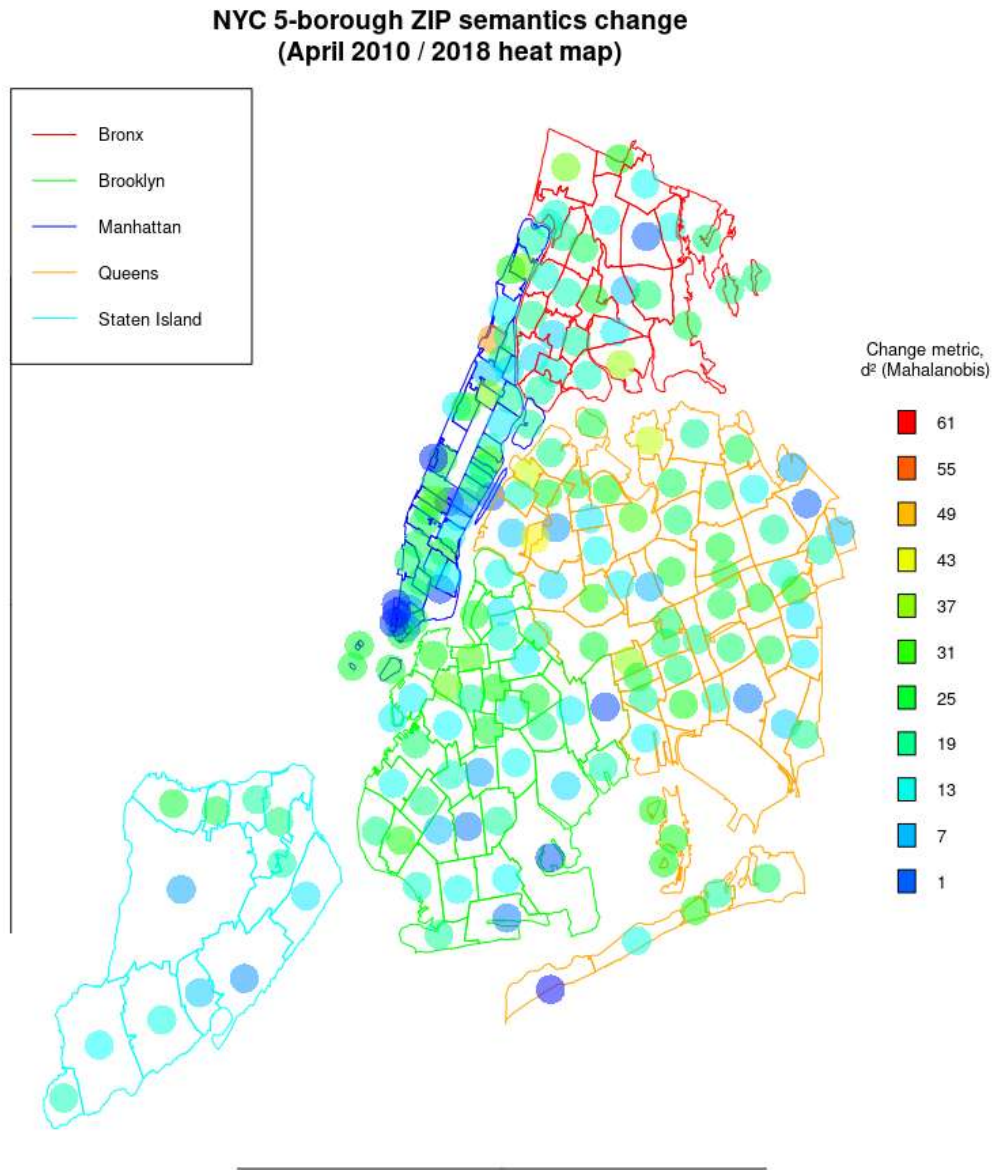 NYC 5-borough ZIP semantics change
(April 2010 / 2018 heat map)
Bronx
Brooklyn
Manhattan
Queens
Staten Island
Change metric,
d² (Mahalanobis)
61
55
49
43
37
31
25
19
13
7
1